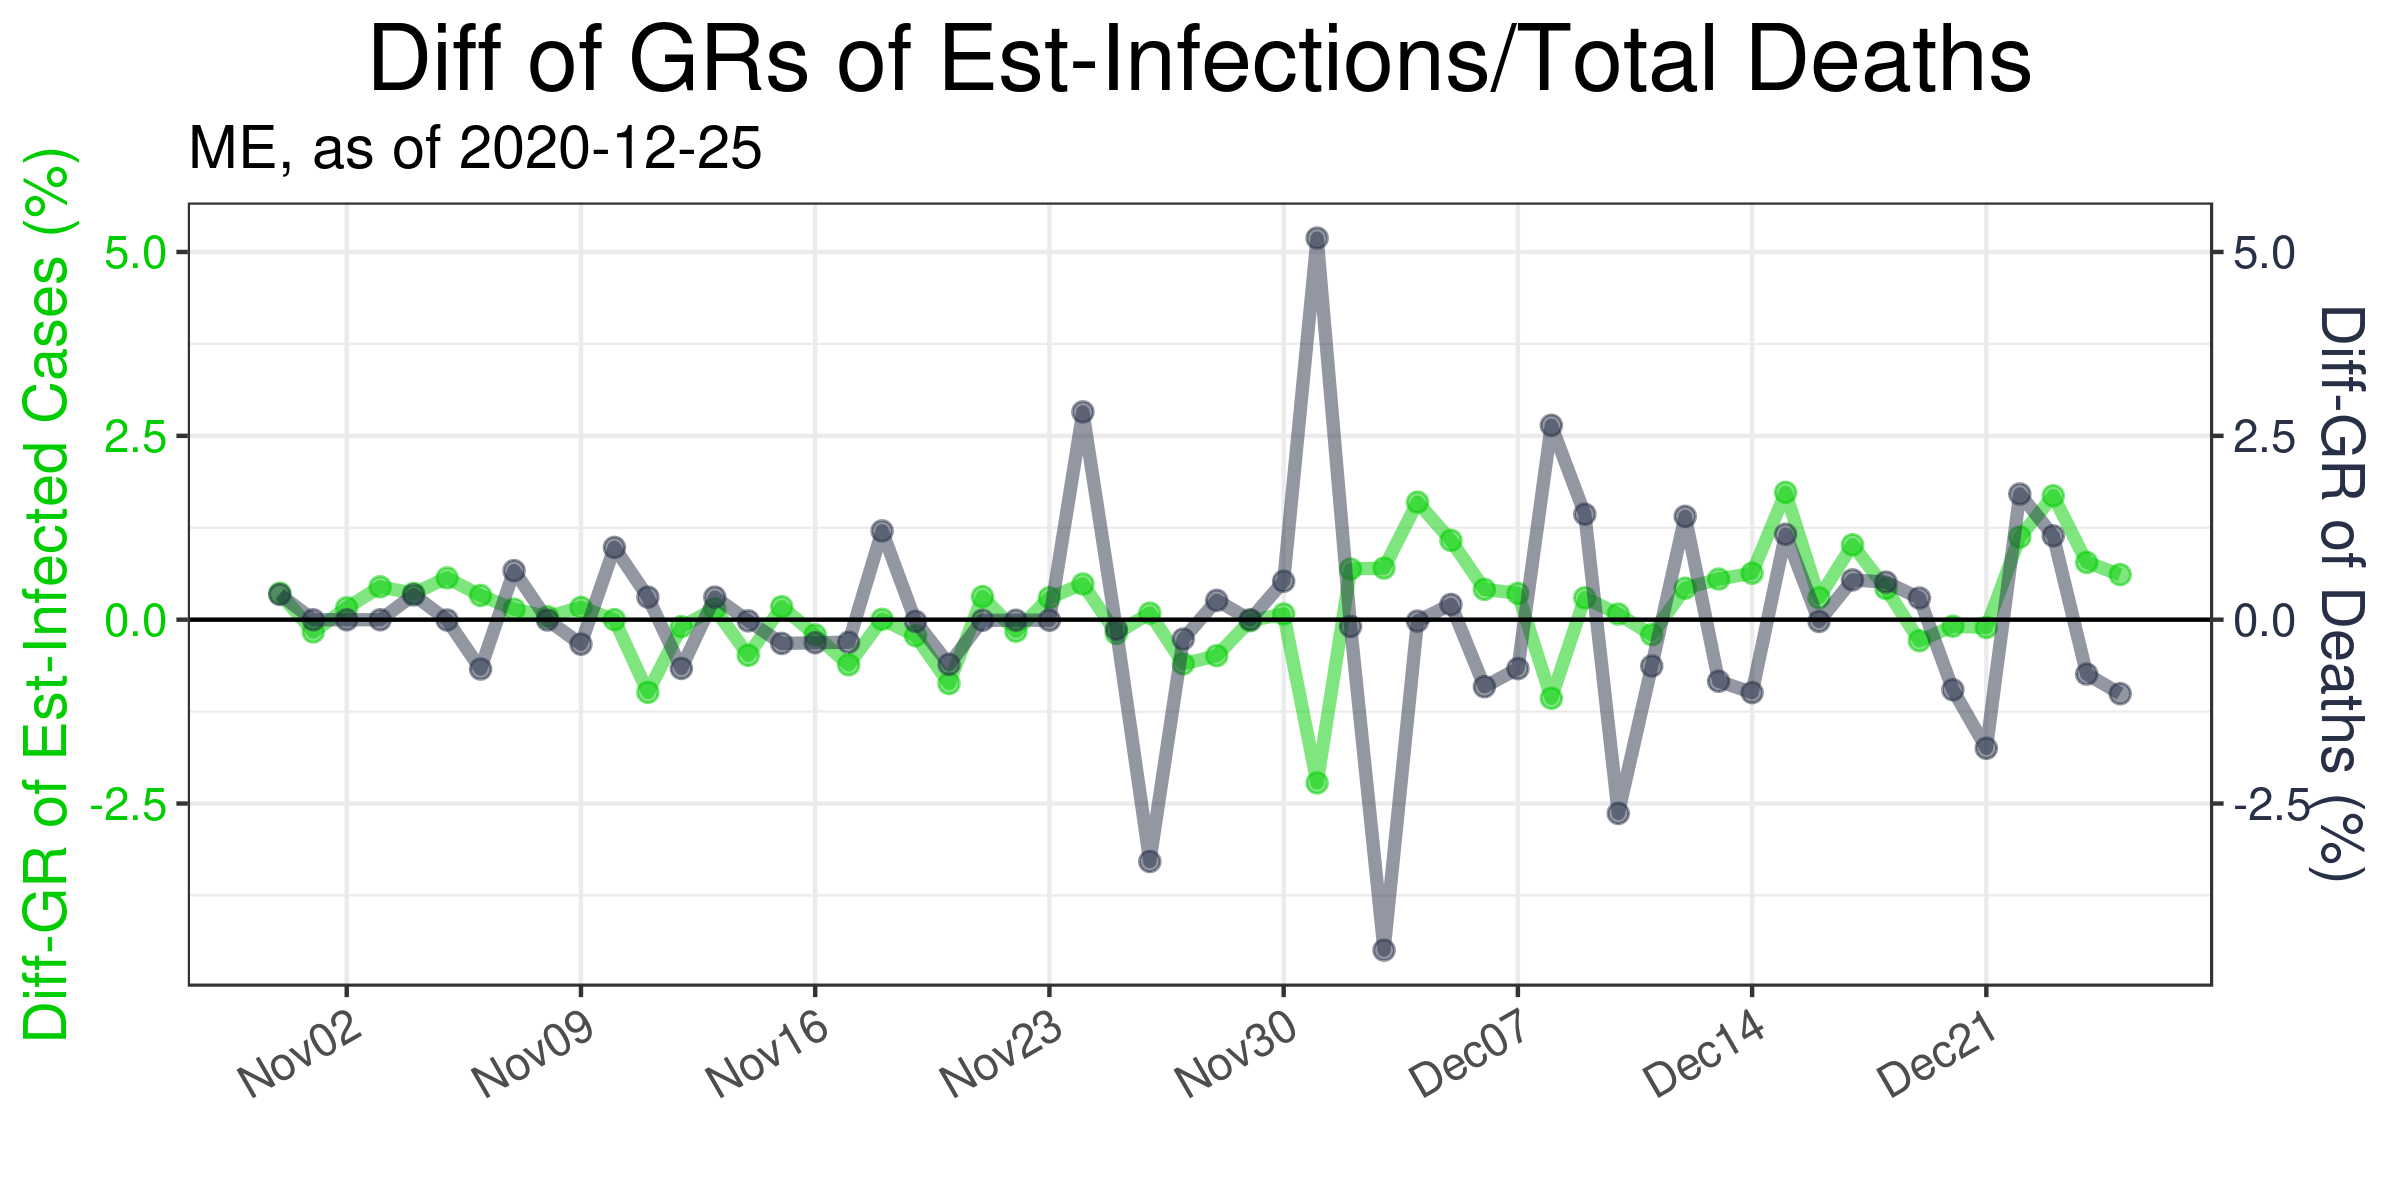 Diff of GRs of Est-Infections/Total Deaths
ME, as of 2020-12-25
Diff-GR of Est-Infected Cases (%)
5.0
2.5
0.0
-2.5
5.0
2.5
0.0
-2.5
Diff-GR of Deaths (%)
Nov02
Nov09
Nov16
Nov23
Nov30
Dec07
Dec14
Dec21